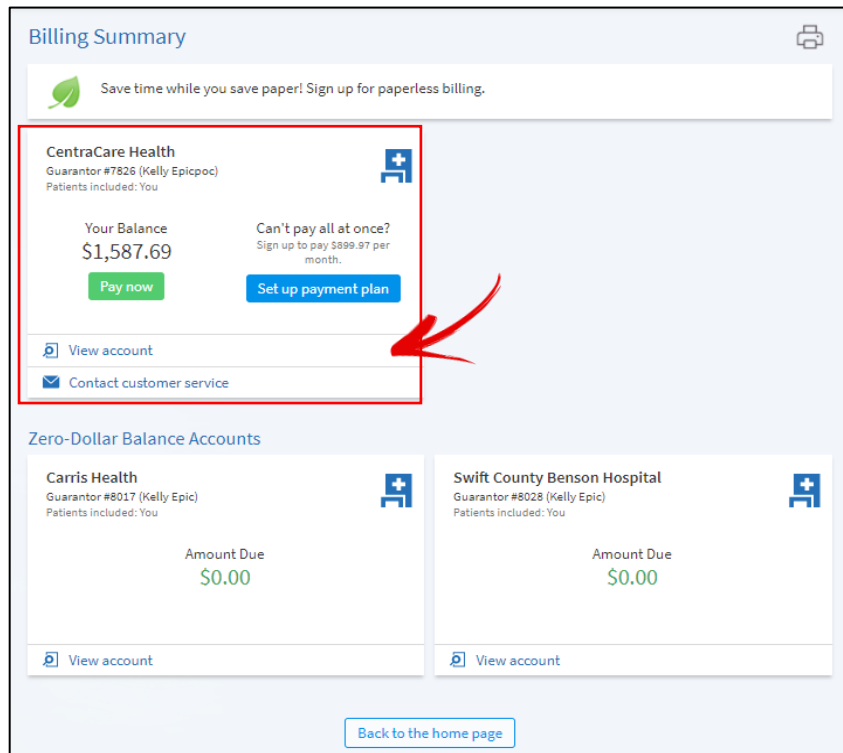 Billing Summary
Save time while you save paper! Sign up for paperless billing.
CentraCare Health
Guarantor #7826 (Kelly Epicpoc)
Patients included: You
Your Balance
$1,587.69
Pay now
Can't pay all at once?
Sign up to pay $899.97 per
month.
Set up payment plan
View account
Contact customer service
Zero-Dollar Balance Accounts
Carris Health
Guarantor #8017 (Kelly Epic)
Patients included: You
Amount Due
$0.00
View account
Swift County Benson Hospital
Guarantor #8028 (Kelly Epic)
Patients included: You
Amount Due
$0.00
View account
Back to the home page